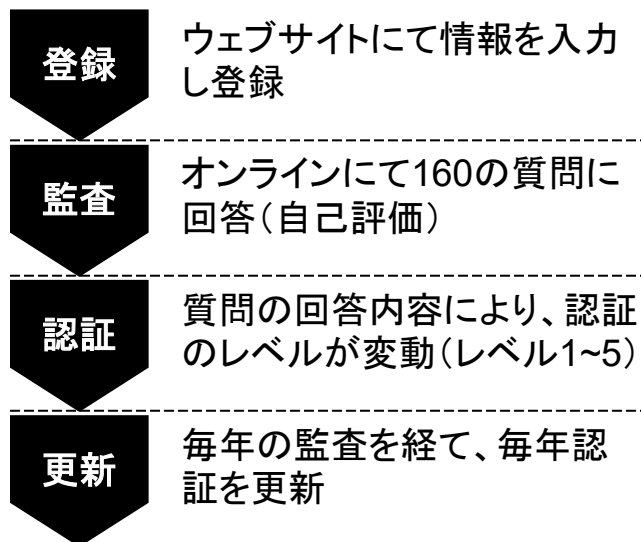 登録
ウェブサイトにて情報を入力
し登録
監査
オンラインにて160の質問に
回答（自己評価）
認証
質問の回答内容により、認証
のレベルが変動（レベル1~5）
更新
毎年の監査を経て、毎年認
証を更新